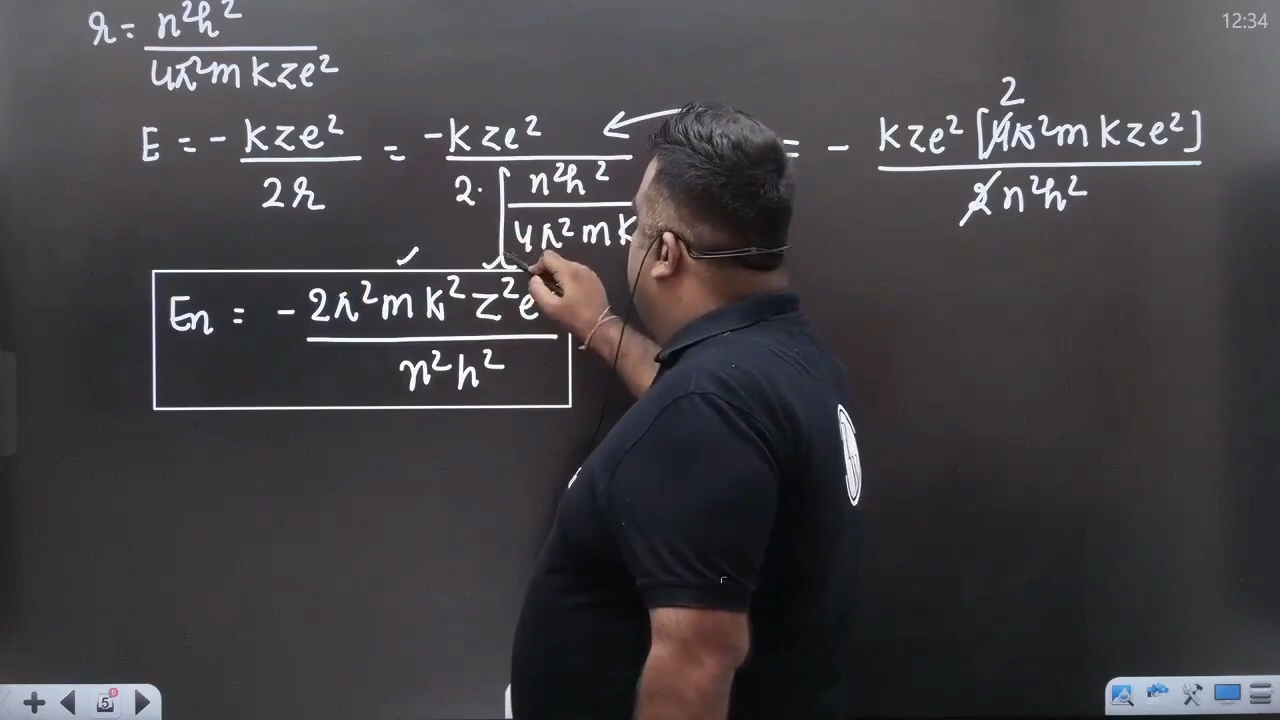 12:34
r = n²h² / 4π²mkze²
E = - kze² / 2r = -kze² / 2·[n²h² / 4π²mk = - kze² [4π²mkze²] / 2n²h²
2
En = - 2π²mk²z²e / n²h²
5